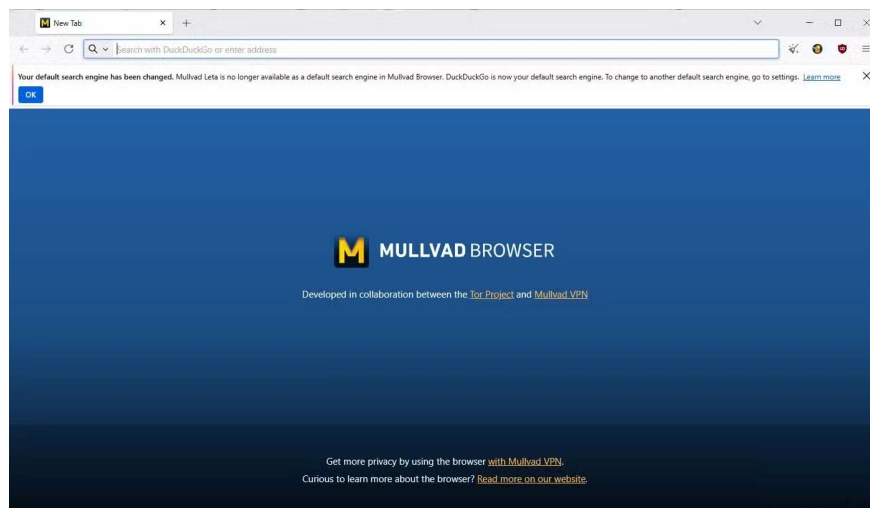 New Tab
Search with DuckDuckGo or enter address
Your default search engine has been changed. Mullvad Leta is no longer available as a default search engine in Mullvad Browser. DuckDuckGo is now your default search engine. To change to another default search engine, go to settings. Learn more
OK
MULLVAD BROWSER
Developed in collaboration between the Tor Project and Mullvad VPN
Get more privacy by using the browser with Mullvad VPN.
Curious to learn more about the browser? Read more on our website.